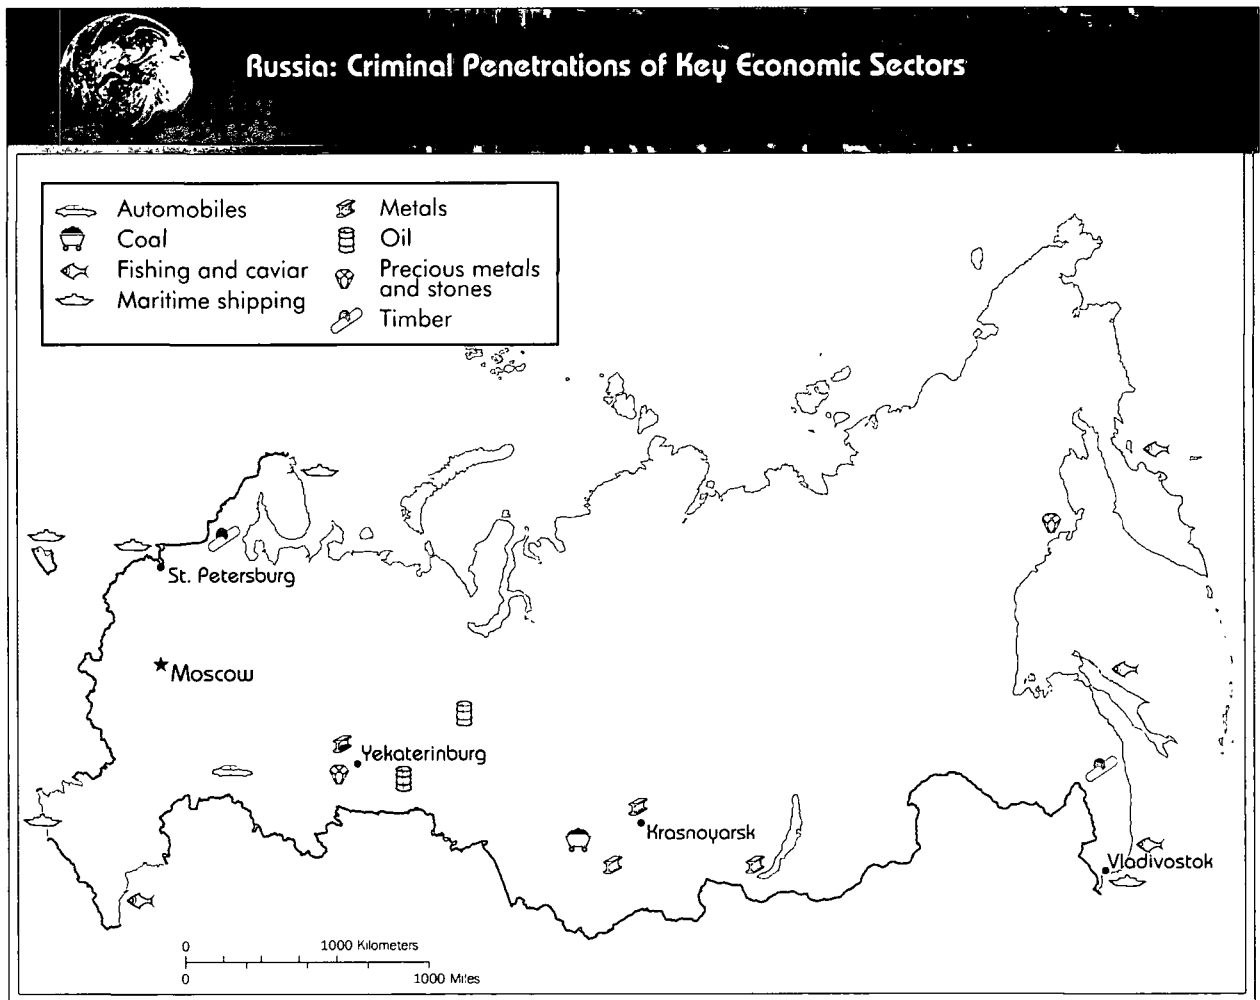 Russia: Criminal Penetrations of Key Economic Sectors
Automobiles
Coal
Fishing and caviar
Maritime shipping
Metals
Oil
Precious metals
and stones
Timber
St. Petersburg
Moscow
Yekaterinburg
Krasnoyarsk
Vladivostok
0 1000 Kilometers
0 1000 Miles